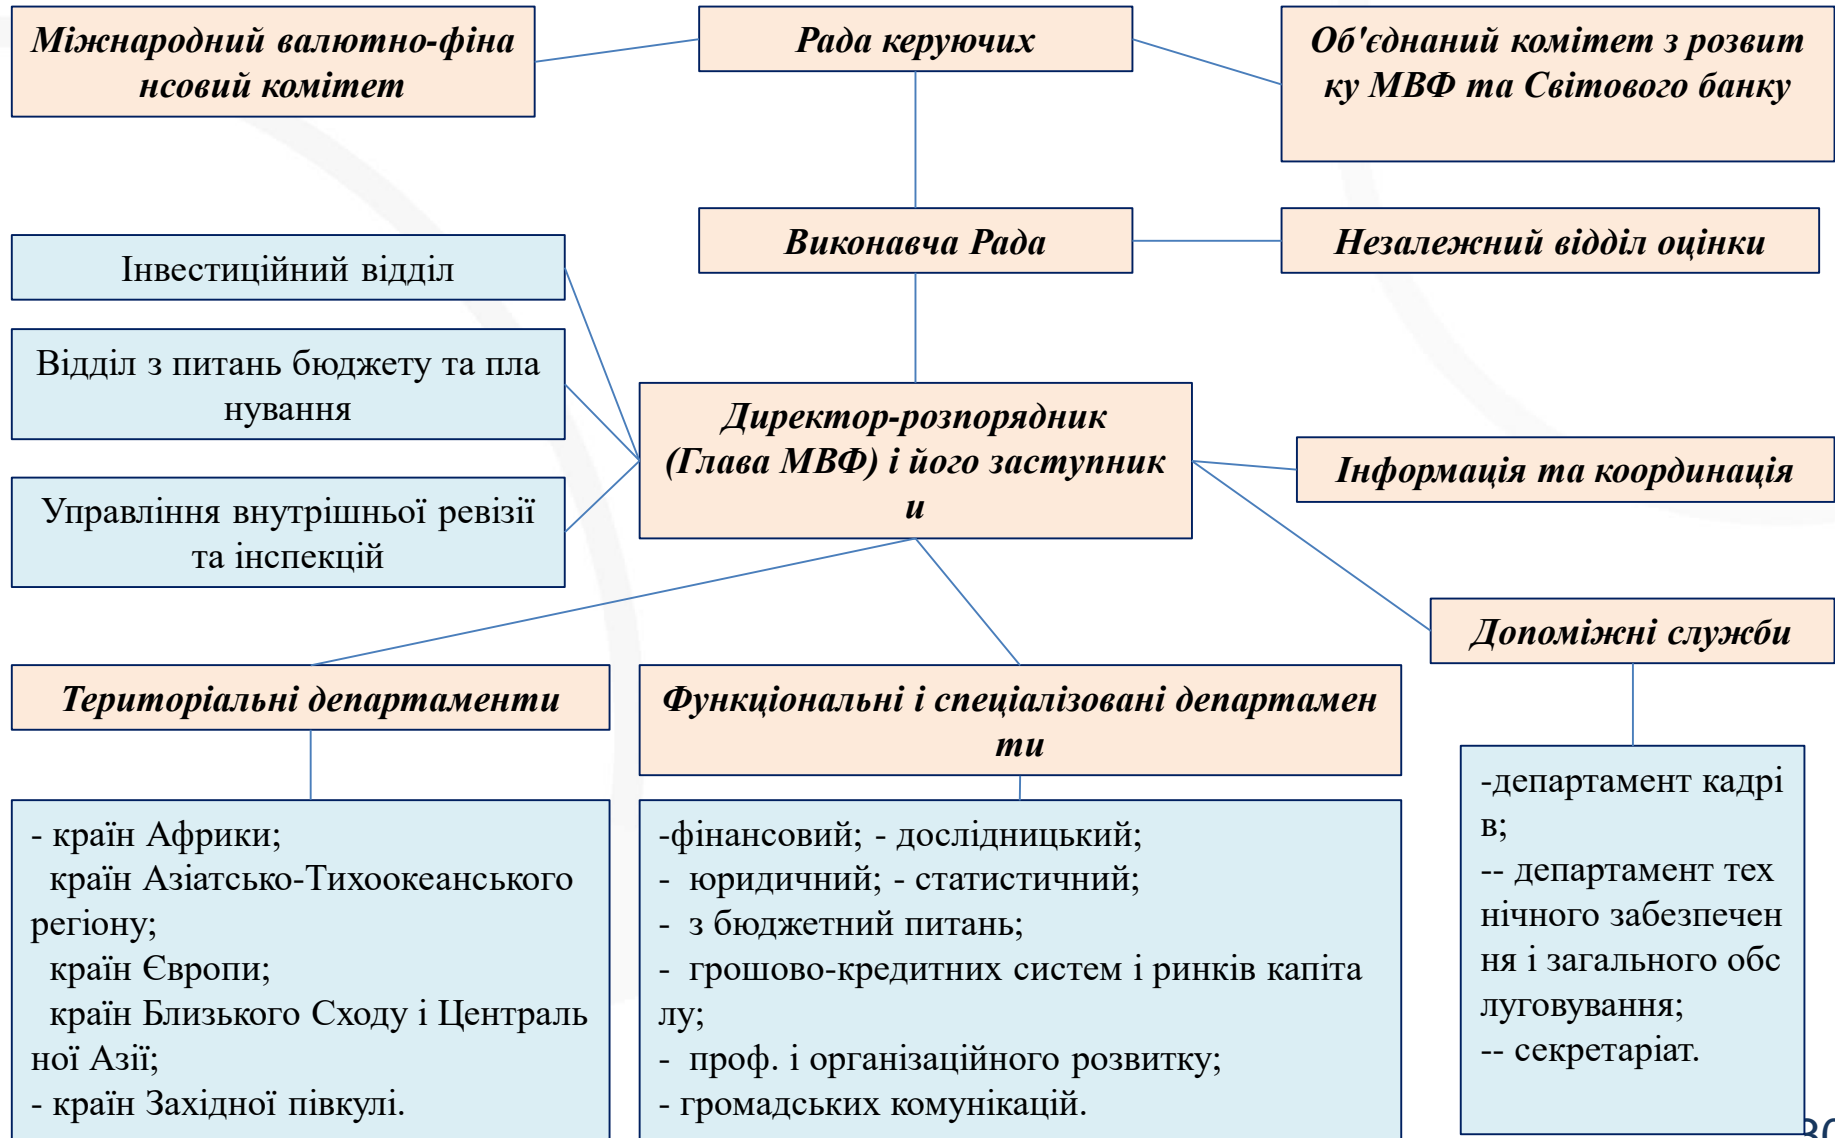 Міжнародний валютно-фіна
нсовий комітет
Рада керуючих
Об'єднаний комітет з розвит
ку МВФ та Світового банку
Виконавча Рада
Незалежний відділ оцінки
Інвестиційний відділ
Відділ з питань бюджету та пла
нування
Управління внутрішньої ревізії
та інспекцій
Директор-розпорядник
(Глава МВФ) і його заступник
и
Інформація та координація
Допоміжні служби
Територіальні департаменти
Функціональні і спеціалізовані департамен
ти
- країн Африки;
країн Азіатсько-Тихоокеанського
регіону;
країн Європи;
країн Близького Сходу і Централь
ної Азії;
- країн Західної півкулі.
-фінансовий; - дослідницький;
- юридичний; - статистичний;
- з бюджетний питань;
- грошово-кредитних систем і ринків капіта
лу;
- проф. і організаційного розвитку;
- громадських комунікацій.
-департамент кадрі
в;
-- департамент тех
нічного забезпечен
ня і загального обс
луговування;
-- секретаріат.